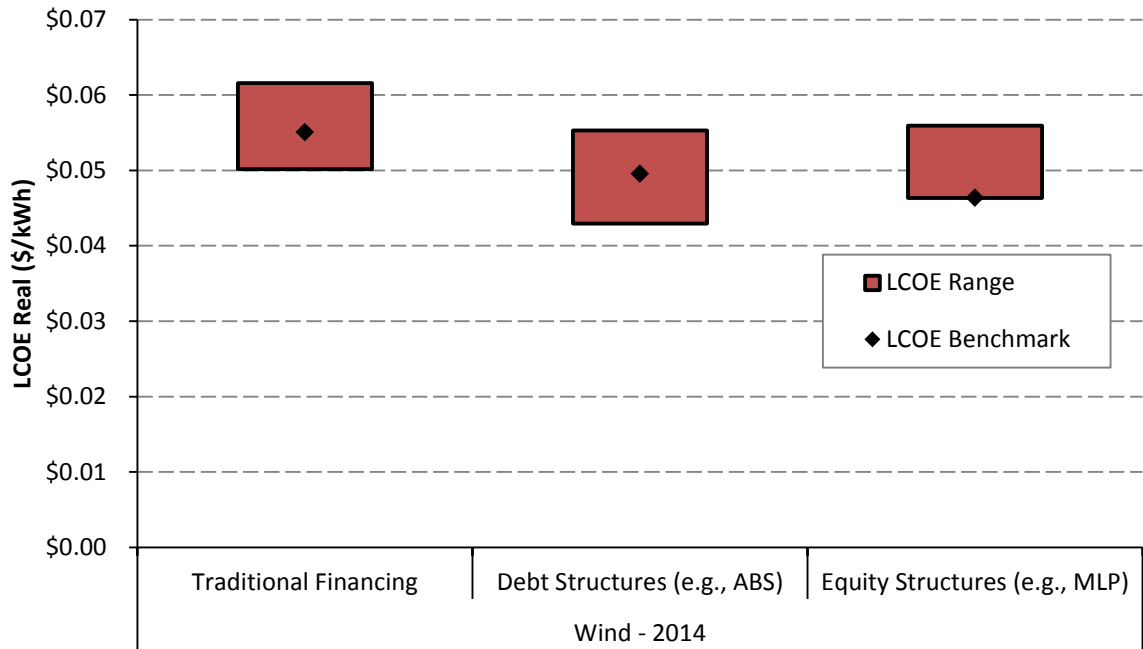 $0.07
$0.06
$0.05
$0.04
$0.03
$0.02
$0.01
$0.00
LCOE Real ($/kWh)
LCOE Range
LCOE Benchmark
Traditional Financing
Debt Structures (e.g., ABS)
Equity Structures (e.g., MLP)
Wind - 2014